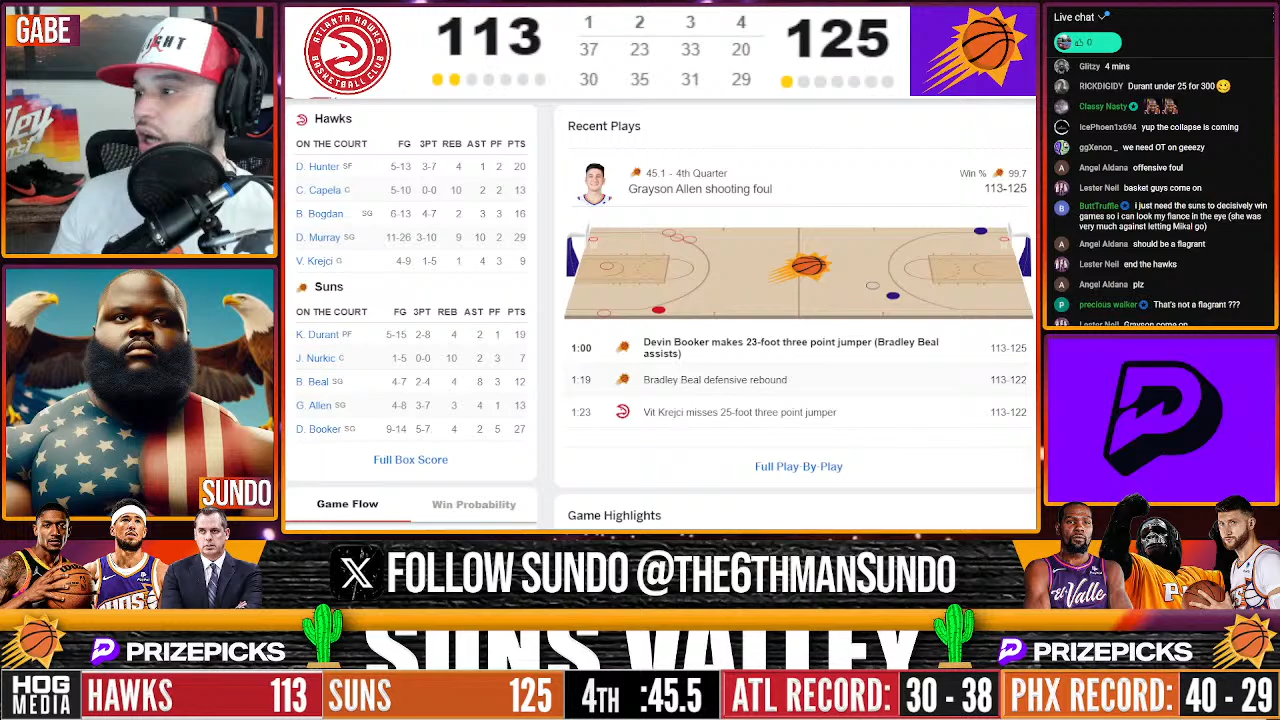 GABE
ATLANTA HAWKS
BASKETBALL CLUB
113
1 2 3 4
37 23 33 20
30 35 31 29
125
Hawks
ON THE COURT FG 3PT REB AST PF PTS
D. Hunter SF 5-13 3-7 4 1 2 20
C. Capela C 5-10 0-0 10 2 2 13
B. Bogdan... SG 6-13 4-7 2 3 3 16
D. Murray SG 11-26 3-10 9 10 2 29
V. Krejci G 4-9 1-5 1 4 3 9
Suns
ON THE COURT FG 3PT REB AST PF PTS
K. Durant PF 5-15 2-8 4 2 1 19
J. Nurkic C 1-5 0-0 10 2 3 7
B. Beal SG 4-7 2-4 4 8 3 12
G. Allen SG 4-8 3-7 3 4 1 13
D. Booker SG 9-14 5-7 4 2 5 27
Full Box Score
Game Flow Win Probability
Recent Plays
45.1 - 4th Quarter
Grayson Allen shooting foul
Win % 99.7
113-125
1:00 Devin Booker makes 23-foot three point jumper (Bradley Beal
assists) 113-125
1:19 Bradley Beal defensive rebound 113-122
1:23 Vit Krejci misses 25-foot three point jumper 113-122
Full Play-By-Play
Game Highlights
Live chat
0
Glitzy 4 mins
RICKDIGIDY Durant under 25 for 300
Classy Nasty
IcePhoen1x694 yup the collapse is coming
ggXenon _ we need OT on geeezy
Angel Aldana offensive foul
Lester Neil basket guys come on
ButtTruffle i just need the suns to decisively win
games so i can look my fiance in the eye (she was
very much against letting Mikal go)
Angel Aldana should be a flagrant
Lester Neil end the hawks
Angel Aldana plz
precious walker That's not a flagrant ???
Lester Neil Grayson come on
SUNDO
FOLLOW SUNDO @THE6THMANSUNDO
SUNS VALLEY
PRIZEPICKS
PRIZEPICKS
HOG
MEDIA
HAWKS 113 SUNS 125 4TH :45.5 ATL RECORD: 30 - 38 PHX RECORD: 40 - 29